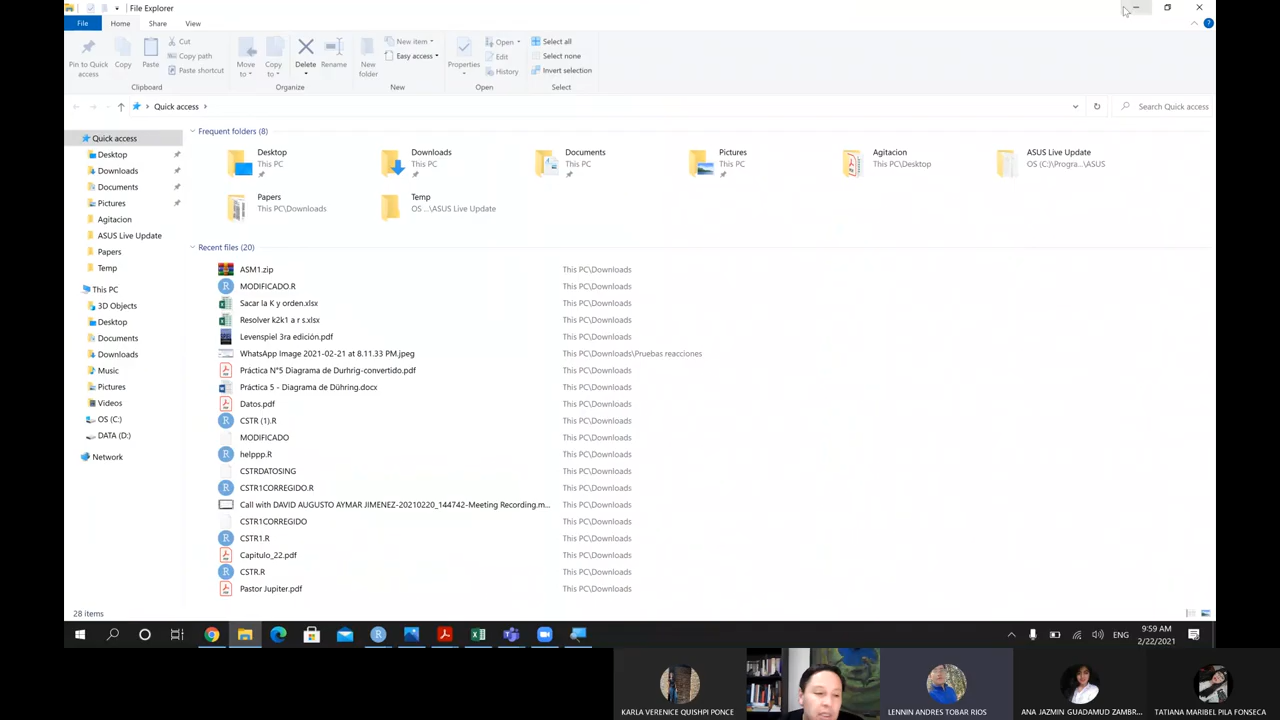 File Explorer
File Home Share View
Pin to Quick access
Copy
Paste
Cut
Copy path
Paste shortcut
Clipboard
Move to
Copy to
Delete
Rename
Organize
New folder
New item
Easy access
New
Properties
Open
Edit
History
Open
Select all
Select none
Invert selection
Select
Quick access
Search Quick access
Quick access
Desktop
Downloads
Documents
Pictures
Agitacion
ASUS Live Update
Papers
Temp
This PC
3D Objects
Desktop
Documents
Downloads
Music
Pictures
Videos
OS (C:)
DATA (D:)
Network
Frequent folders (8)
Desktop
This PC
Downloads
This PC
Documents
This PC
Pictures
This PC
Agitacion
This PC\Desktop
ASUS Live Update
OS (C:)\Progra...\ASUS
Papers
This PC\Downloads
Temp
OS ...\ASUS Live Update
Recent files (20)
ASM1.zip This PC\Downloads
MODIFICADO.R This PC\Downloads
Sacar la K y orden.xlsx This PC\Downloads
Resolver k2k1 a r s.xlsx This PC\Downloads
Levenspiel 3ra edición.pdf This PC\Downloads
WhatsApp Image 2021-02-21 at 8.11.33 PM.jpeg This PC\Downloads\Pruebas reacciones
Práctica N°5 Diagrama de Durhrig-convertido.pdf This PC\Downloads
Práctica 5 - Diagrama de Dühring.docx This PC\Downloads
Datos.pdf This PC\Downloads
CSTR (1).R This PC\Downloads
MODIFICADO This PC\Downloads
helppp.R This PC\Downloads
CSTRDATOSING This PC\Downloads
CSTR1CORREGIDO.R This PC\Downloads
Call with DAVID AUGUSTO AYMAR JIMENEZ-20210220_144742-Meeting Recording.m... This PC\Downloads
CSTR1CORREGIDO This PC\Downloads
CSTR1.R This PC\Downloads
Capitulo_22.pdf This PC\Downloads
CSTR.R This PC\Downloads
Pastor Jupiter.pdf This PC\Downloads
28 items
ENG
9:59 AM
2/22/2021
KARLA VERENICE QUISHPI PONCE
LENNIN ANDRES TOBAR RIOS
ANA JAZMIN GUADAMUD ZAMBR...
TATIANA MARIBEL PILA FONSECA